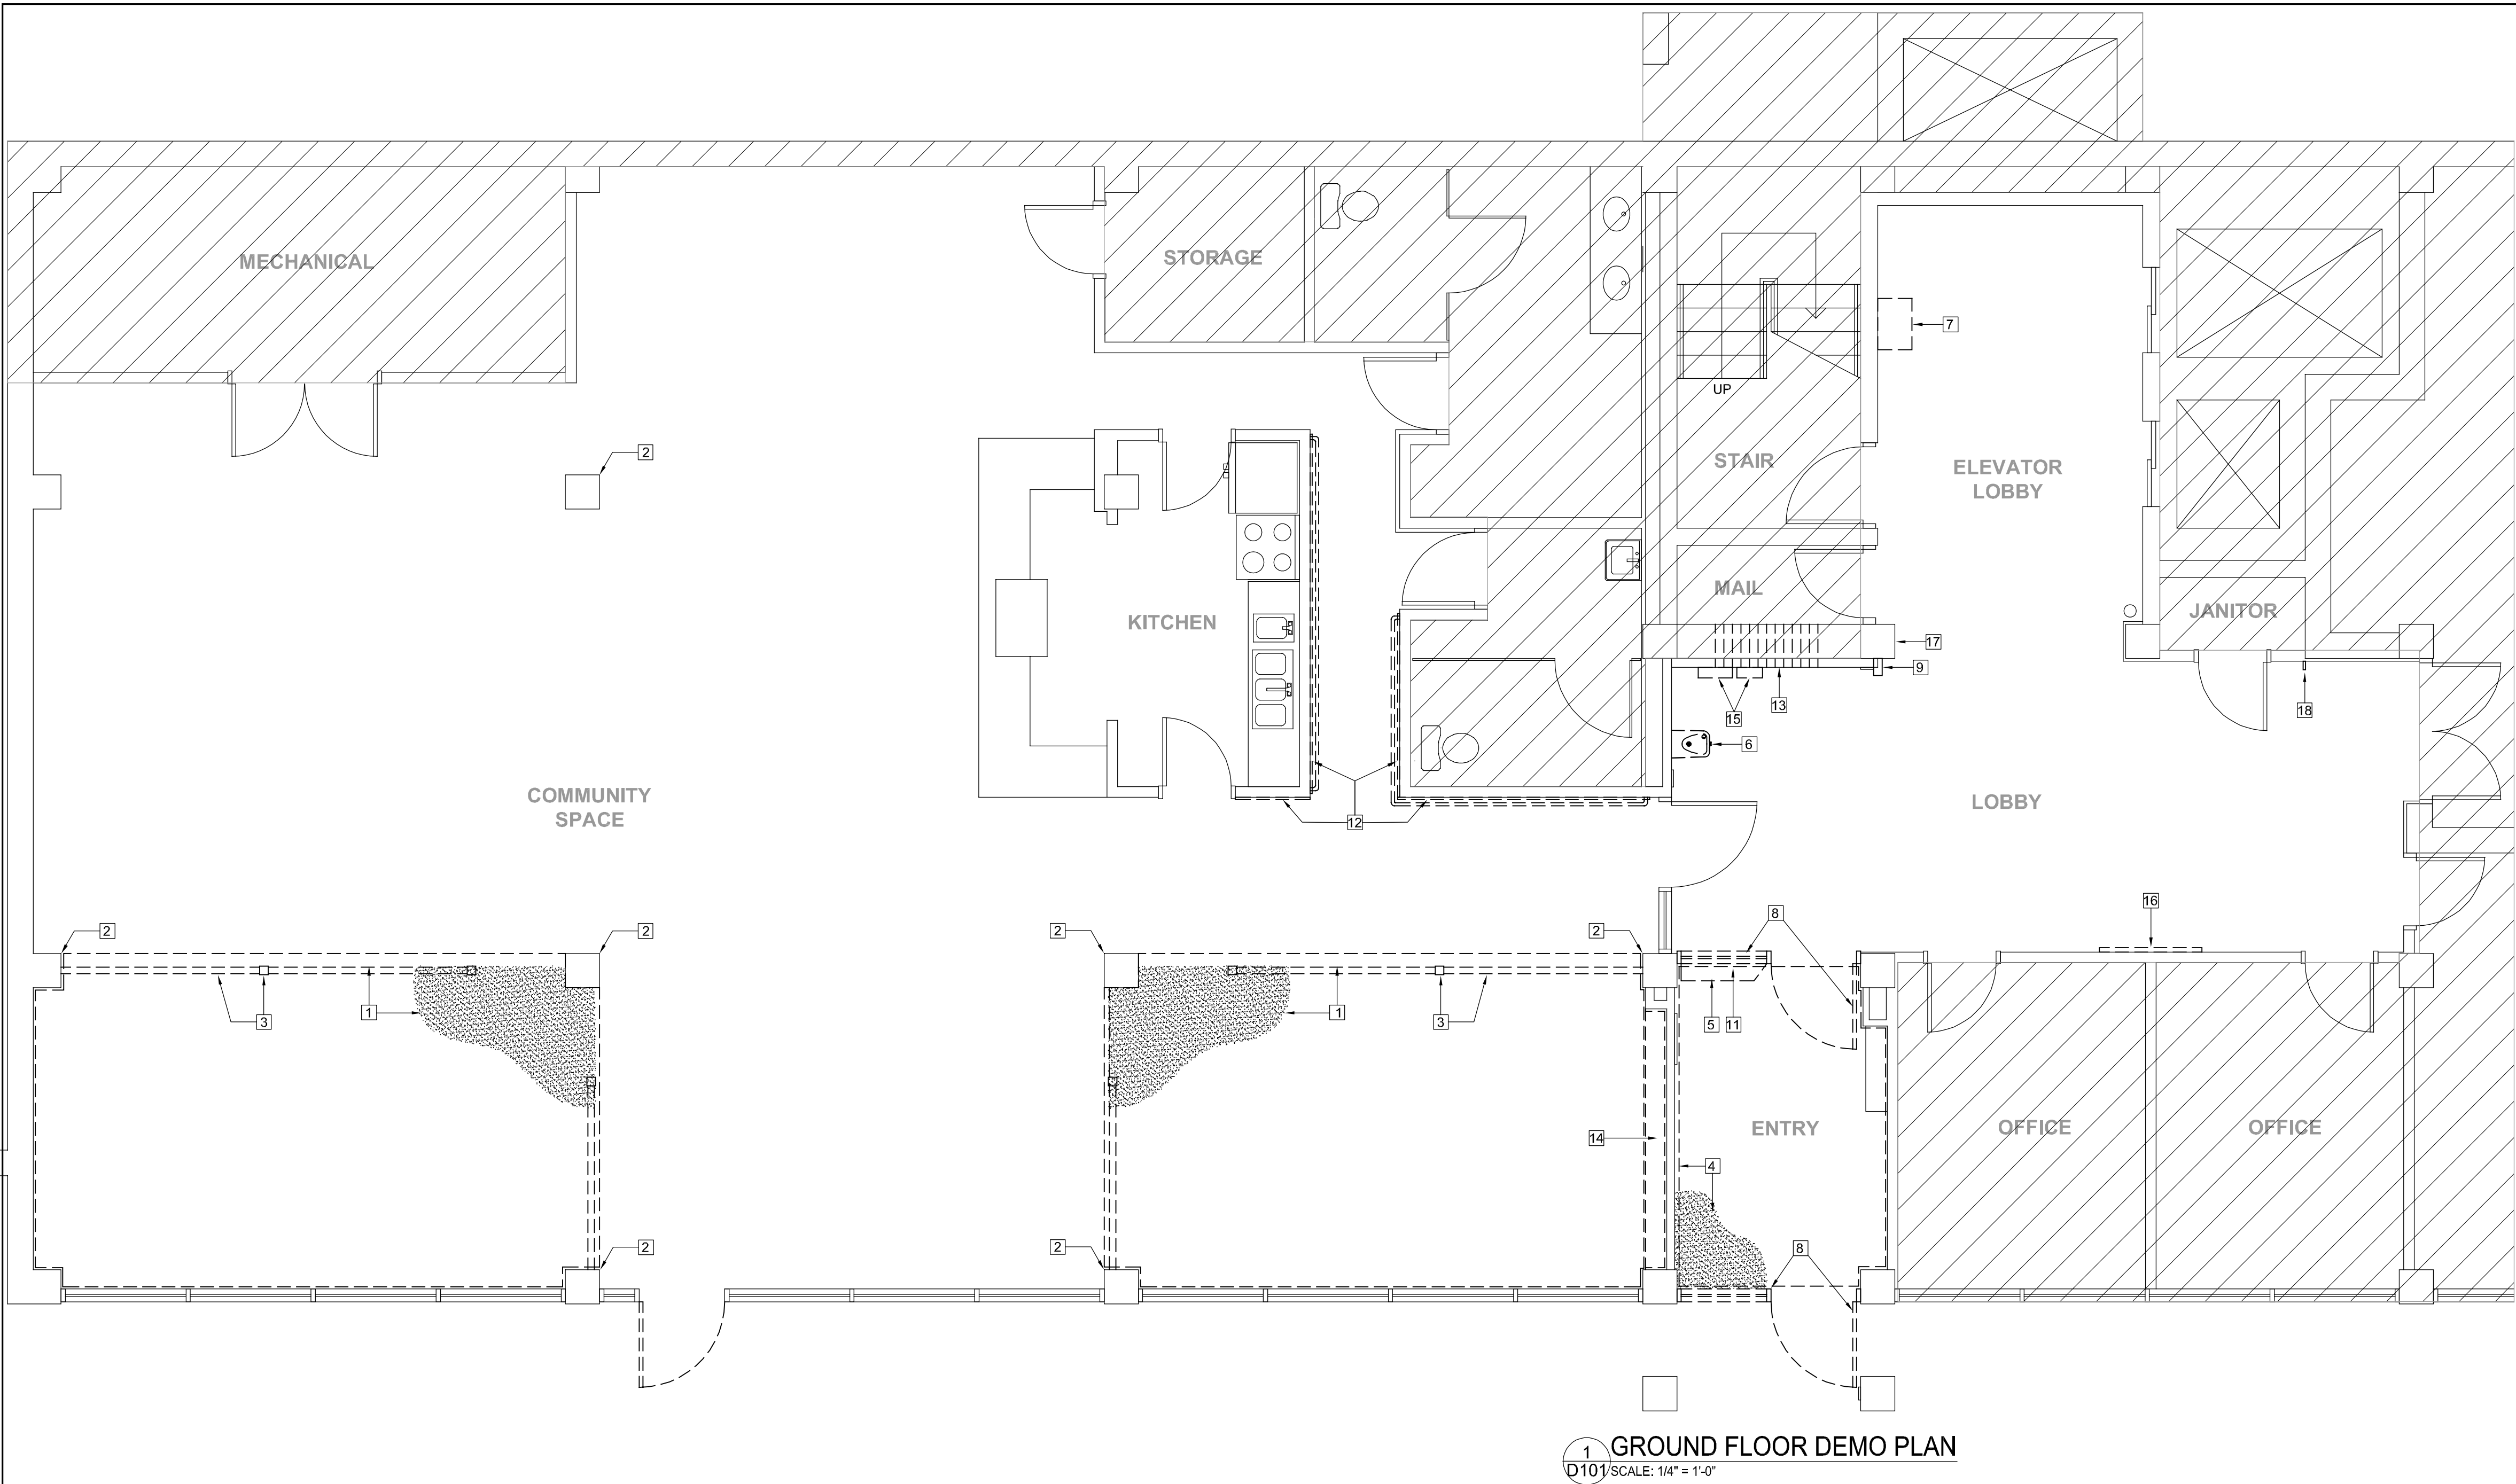 MECHANICAL
STORAGE
7
UP
2
STAIR
ELEVATOR
LOBBY
KITCHEN
MAIL
JANITOR
17
9
15
13
18
6
COMMUNITY
SPACE
LOBBY
12
16
8
2
2
2
2
1
3
1
3
5
11
14
ENTRY
OFFICE
OFFICE
4
2
2
8
1
D101
GROUND FLOOR DEMO PLAN
SCALE: 1/4" = 1'-0"